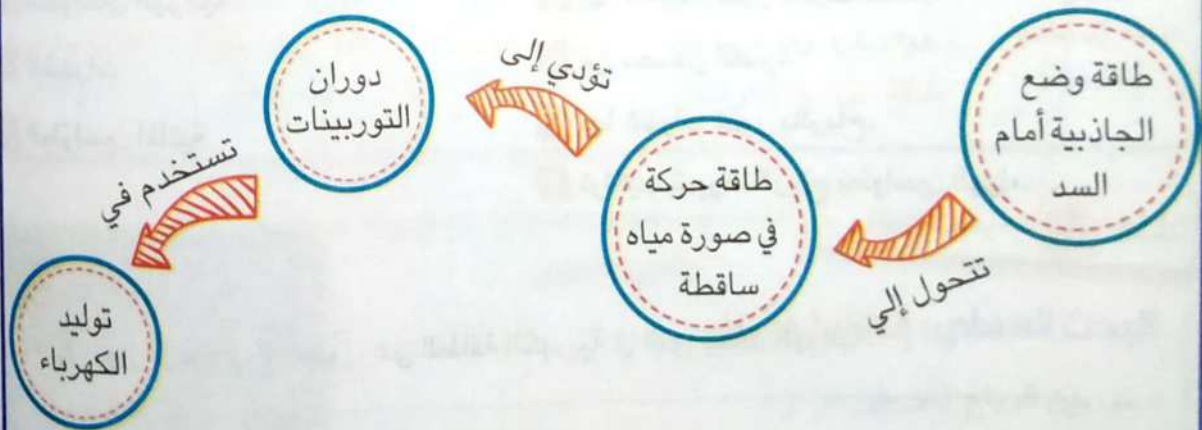 طاقة وضع
الجاذبية أمام
السد
تتحول إلي
طاقة حركة
في صورة مياه
ساقطة
تؤدي إلى
دوران
التوربينات
تستخدم في
توليد
الكهرباء